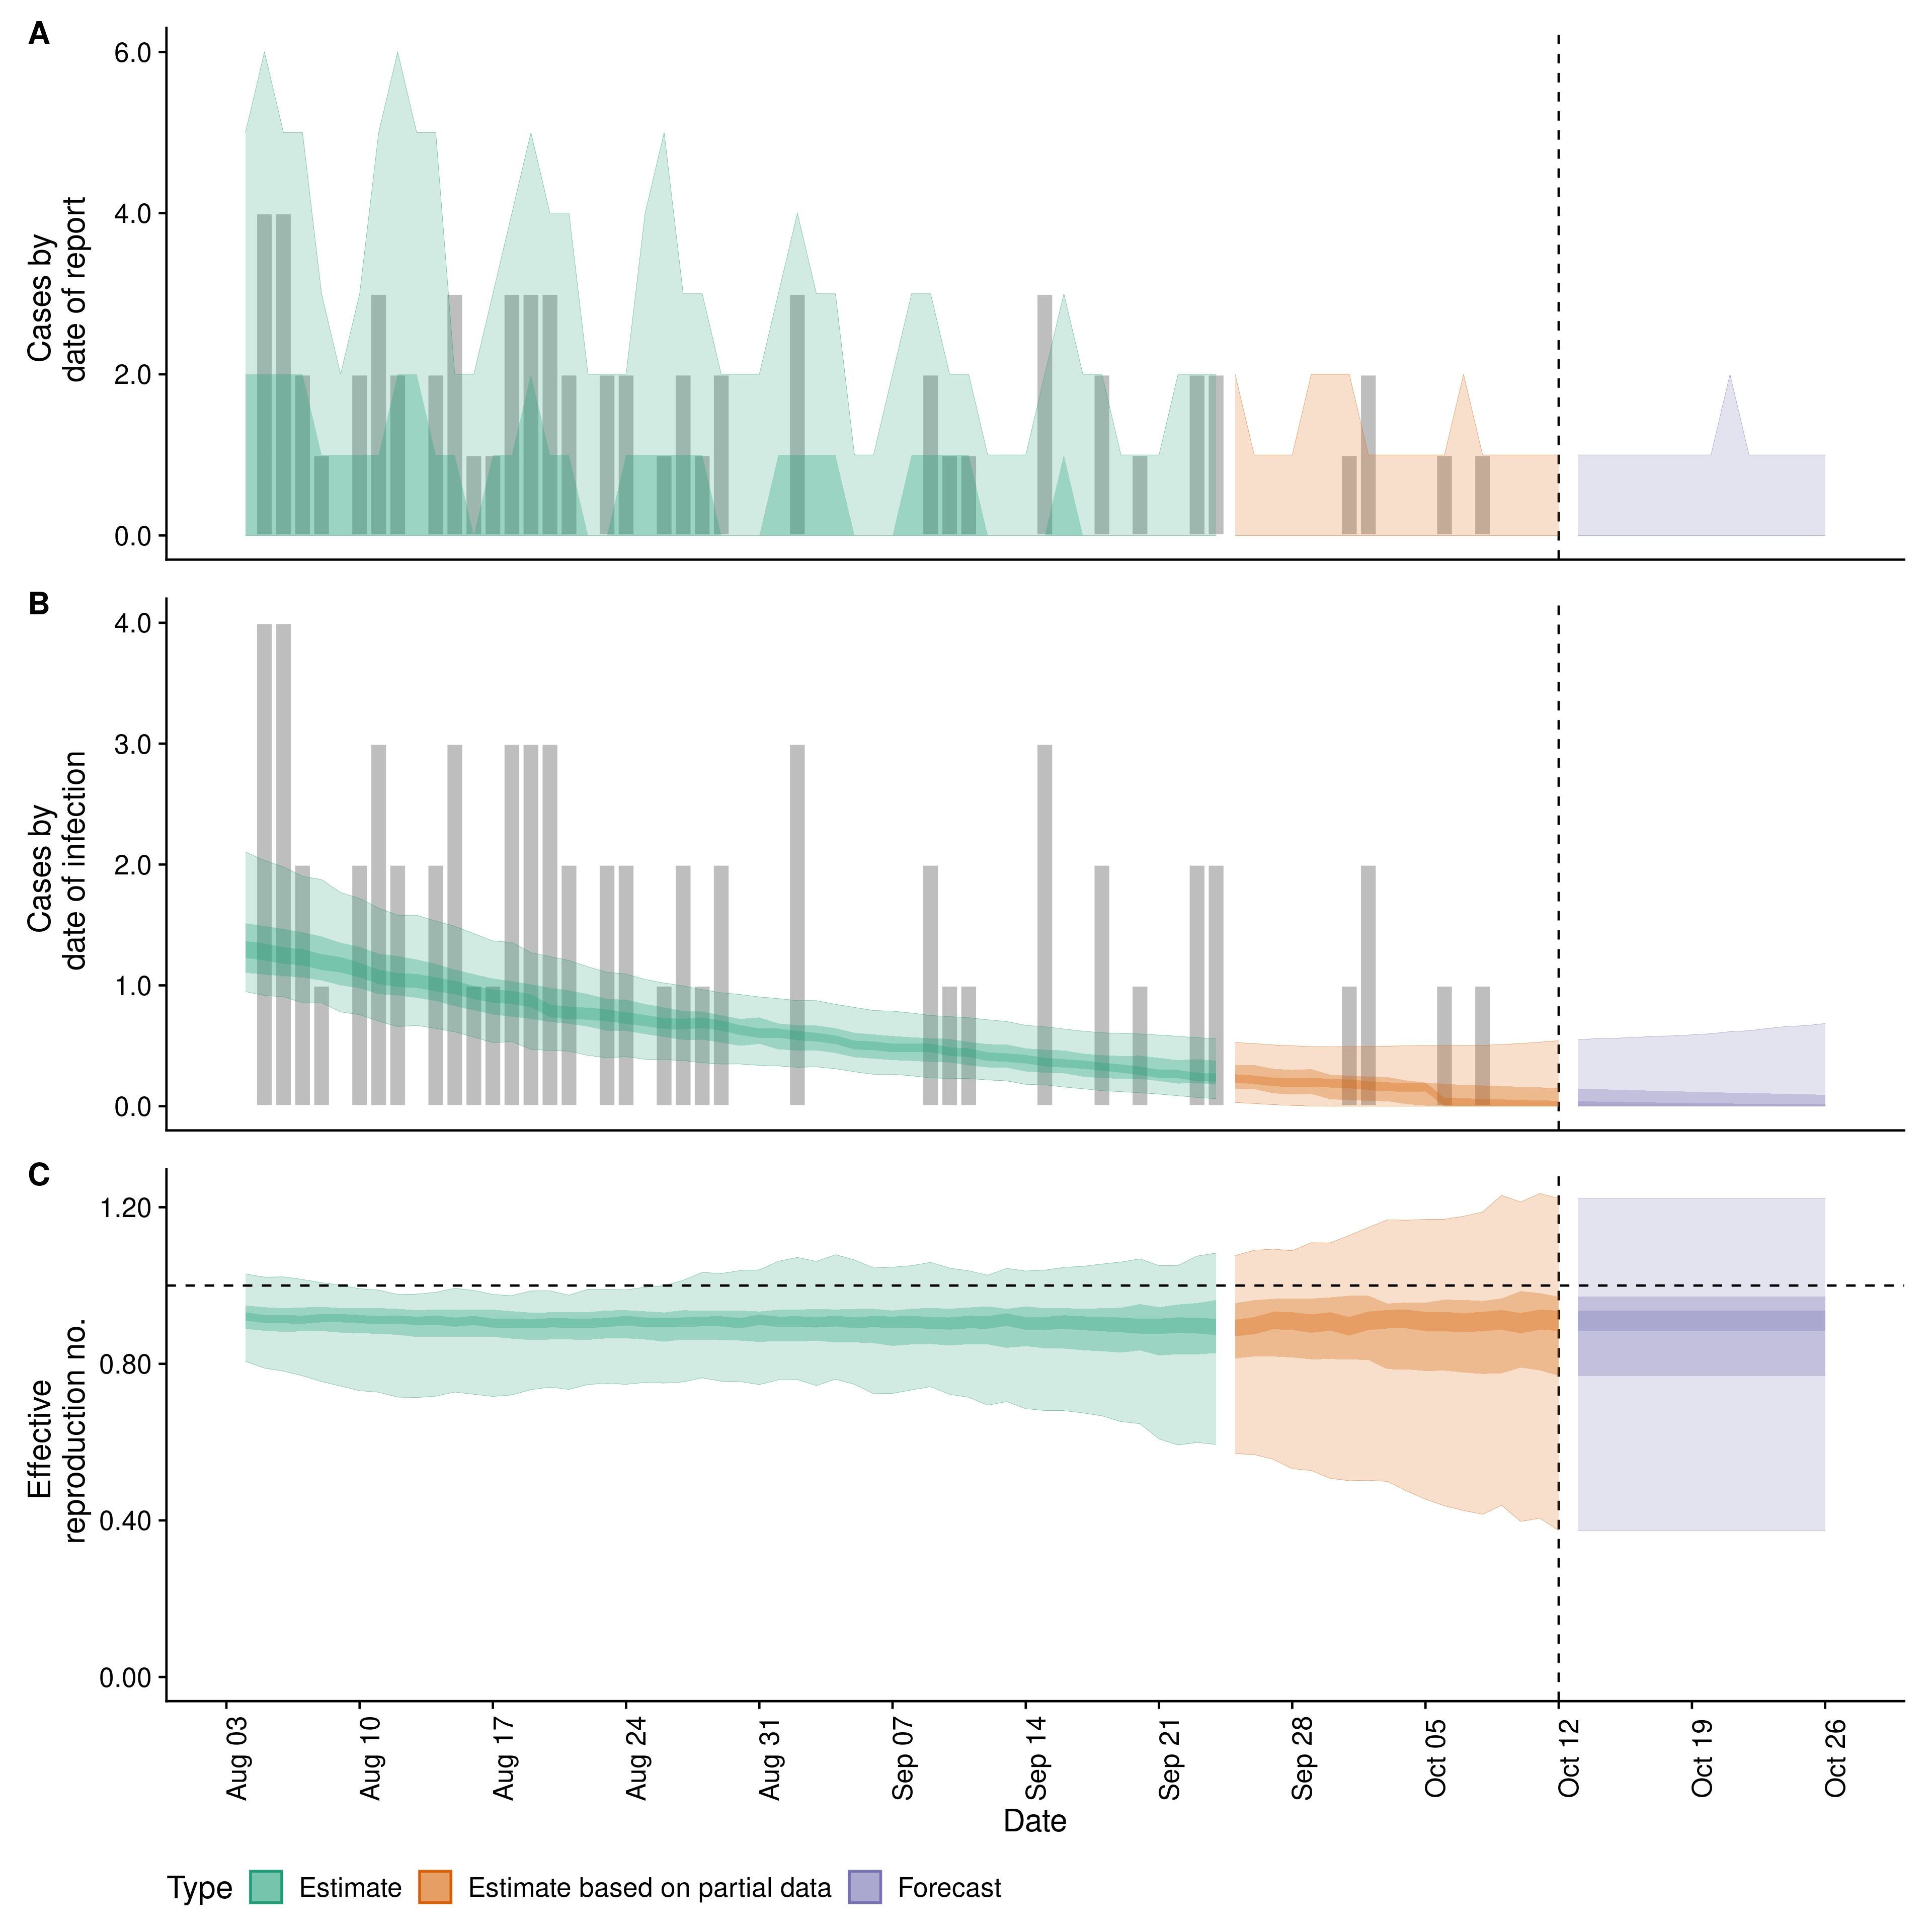 A
6.0
4.0
2.0
0.0
Cases by
date of report
B
4.0
3.0
2.0
1.0
0.0
Cases by
date of infection
C
1.20
0.80
0.40
0.00
Effective
reproduction no.
Aug 03
Aug 10
Aug 17
Aug 24
Aug 31
Sep 07
Sep 14
Sep 21
Sep 28
Oct 05
Oct 12
Oct 19
Oct 26
Date
Type Estimate Estimate based on partial data Forecast